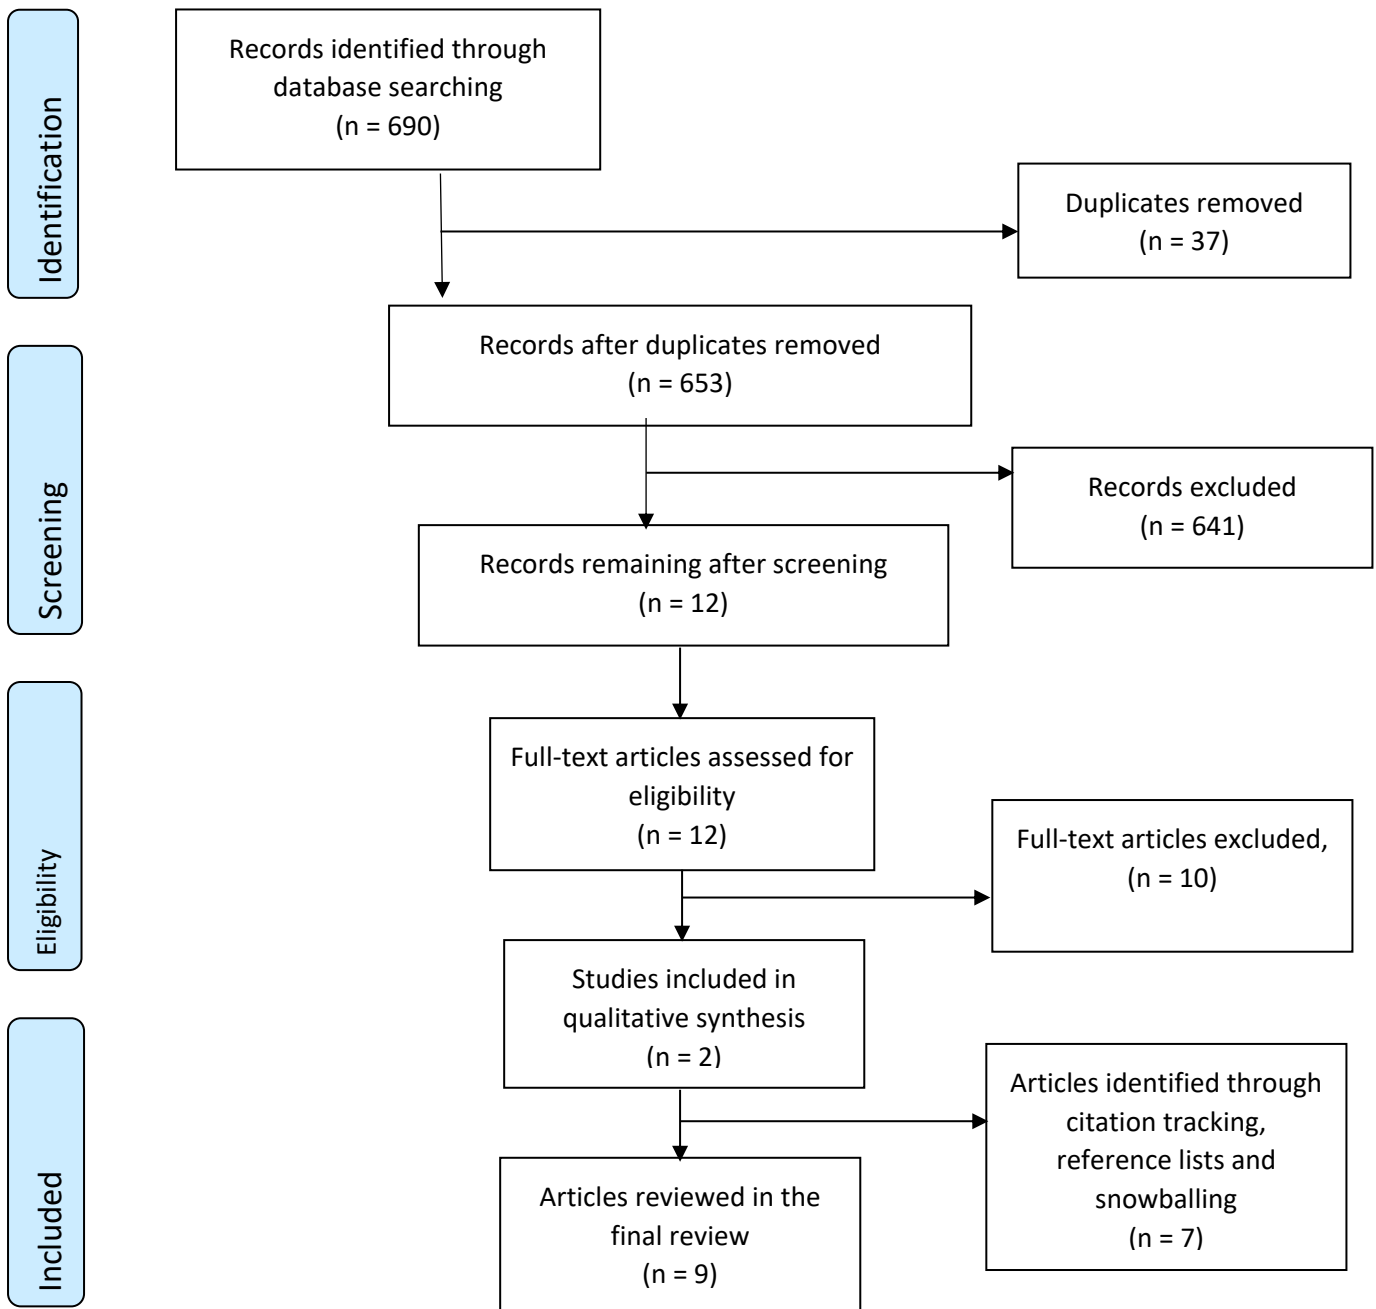 Identification
Records identified through
database searching
(n = 690)
Duplicates removed
(n = 37)
Records after duplicates removed
(n = 653)
Screening
Records excluded
(n = 641)
Records remaining after screening
(n = 12)
Eligibility
Full-text articles assessed for
eligibility
(n = 12)
Full-text articles excluded,
(n = 10)
Studies included in
qualitative synthesis
(n = 2)
Included
Articles identified through
citation tracking,
reference lists and
snowballing
(n = 7)
Articles reviewed in the
final review
(n = 9)